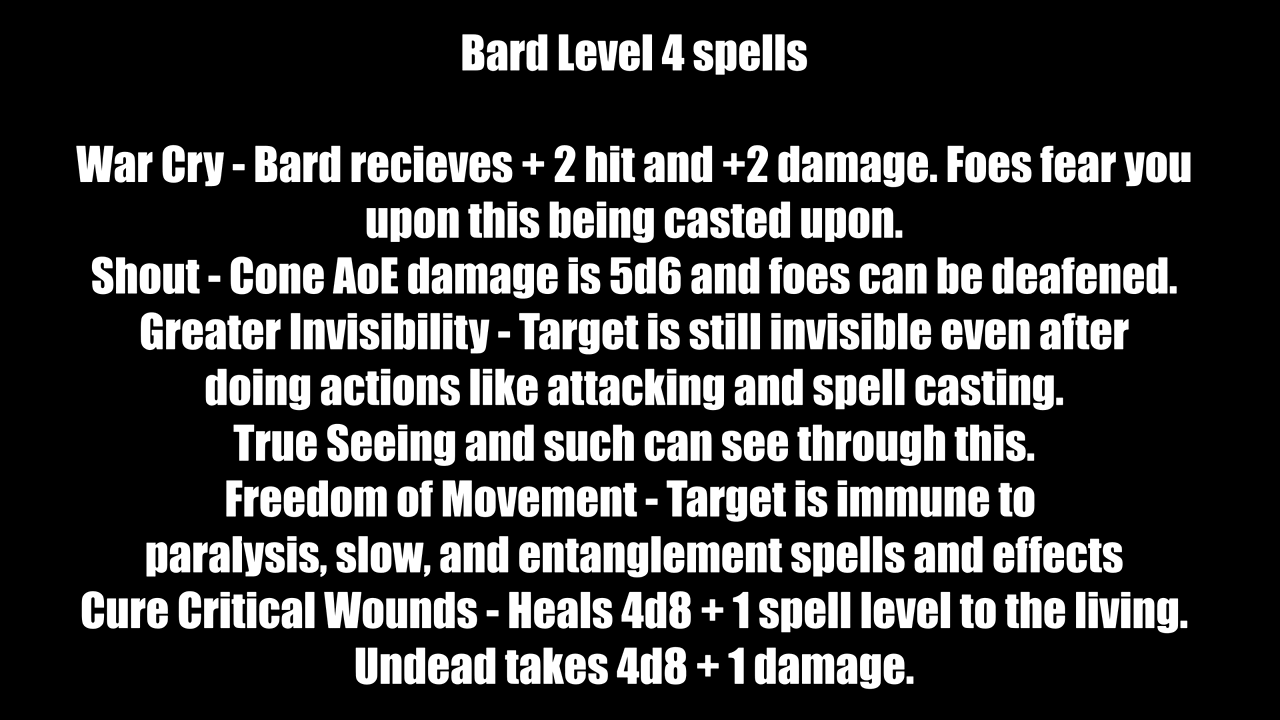 Bard Level 4 spells
War Cry - Bard recieves + 2 hit and +2 damage. Foes fear you
upon this being casted upon.
Shout - Cone AoE damage is 5d6 and foes can be deafened.
Greater Invisibility - Target is still invisible even after
doing actions like attacking and spell casting.
True Seeing and such can see through this.
Freedom of Movement - Target is immune to
paralysis, slow, and entanglement spells and effects
Cure Critical Wounds - Heals 4d8 + 1 spell level to the living.
Undead takes 4d8 + 1 damage.